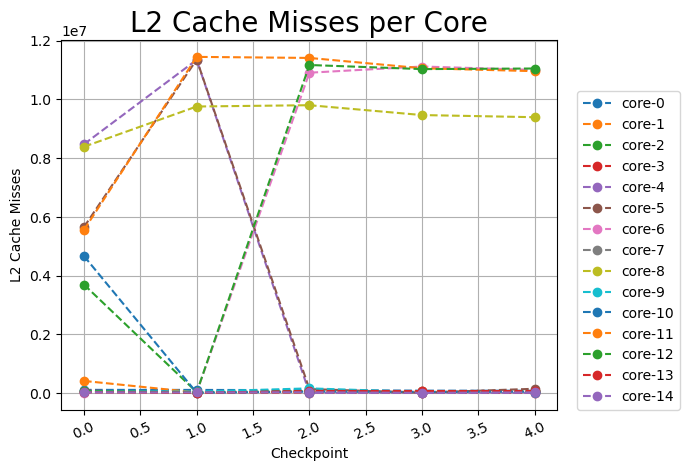 L2 Cache Misses per Core
1e7
1.2
1.0
0.8
0.6
0.4
0.2
0.0
L2 Cache Misses
0.0 0.5 1.0 1.5 2.0 2.5 3.0 3.5 4.0
Checkpoint
core-0
core-1
core-2
core-3
core-4
core-5
core-6
core-7
core-8
core-9
core-10
core-11
core-12
core-13
core-14